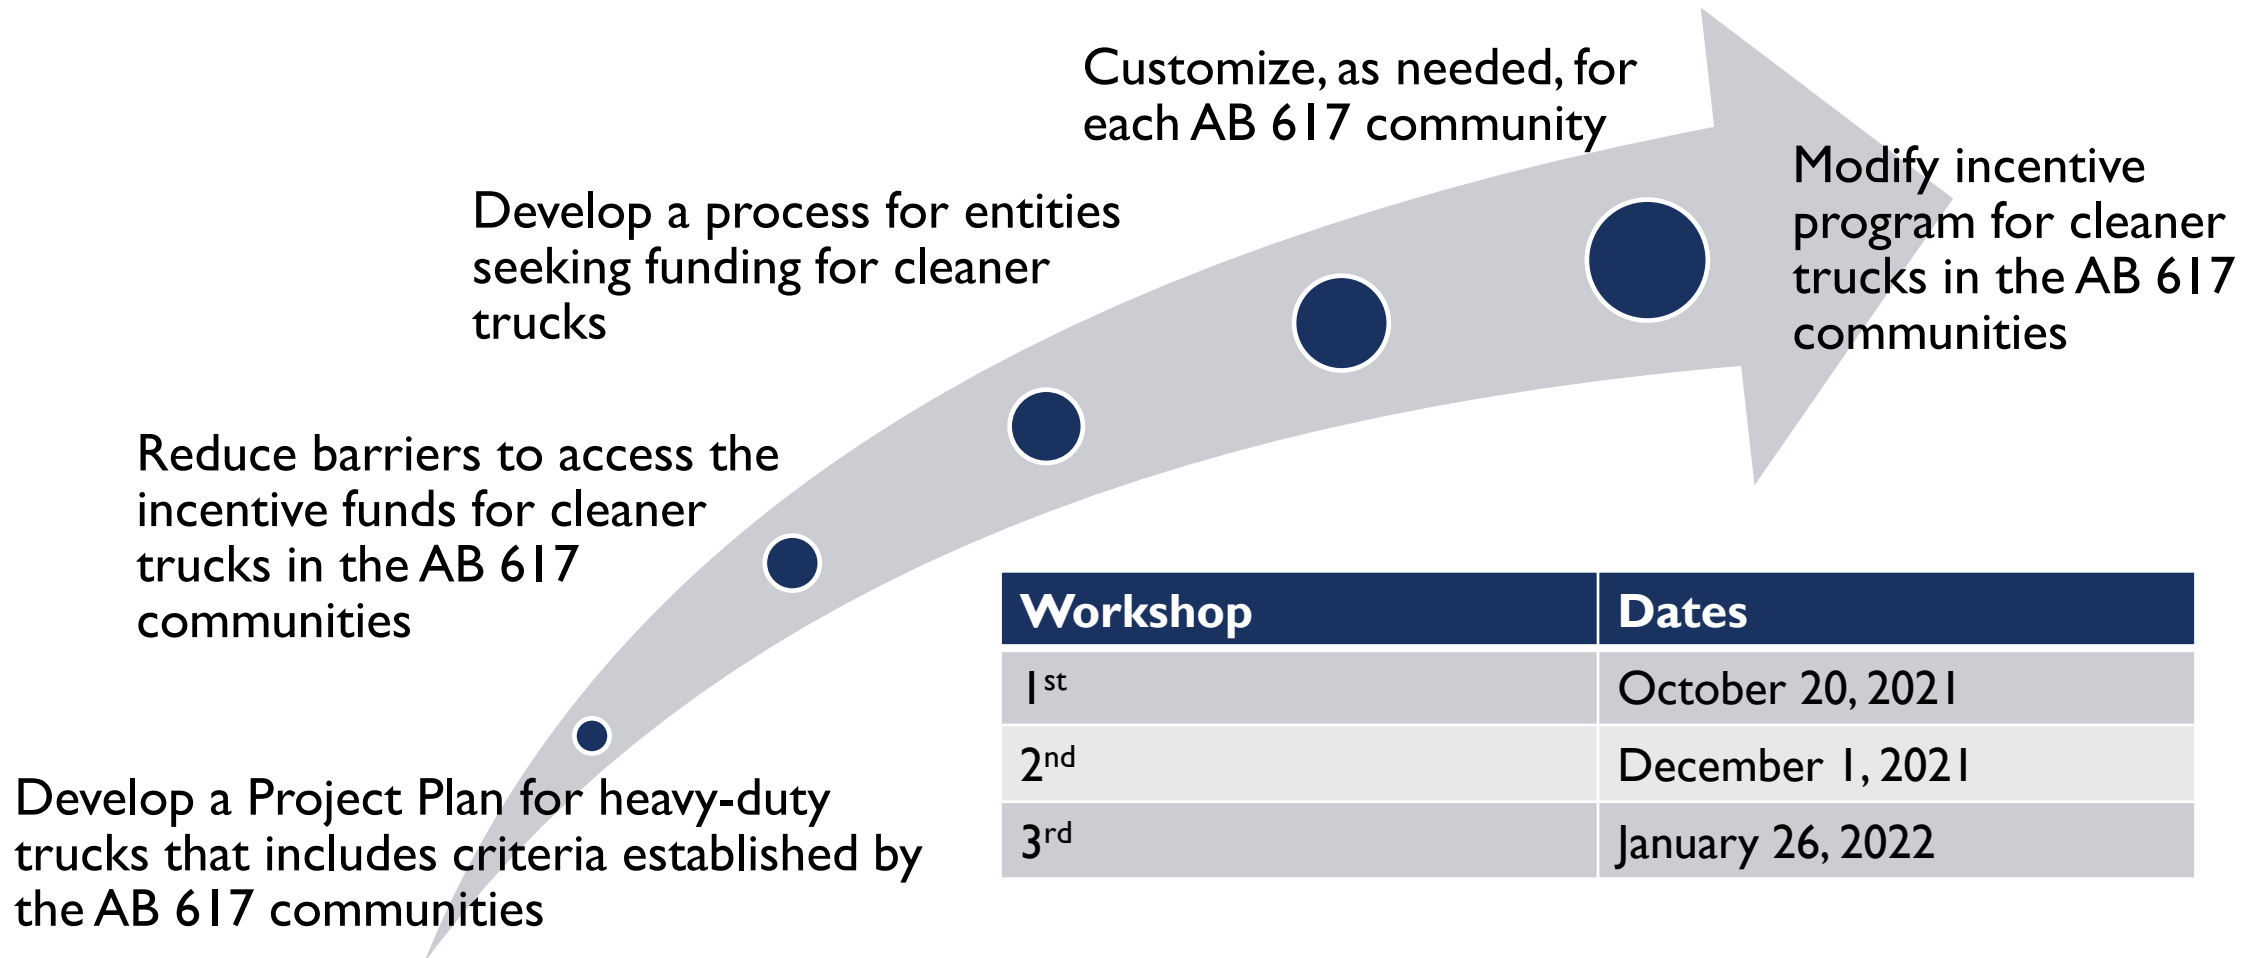 Customize, as needed, for
each AB 617 community
Modify incentive
program for cleaner
trucks in the AB 617
communities
Develop a process for entities
seeking funding for cleaner
trucks
Reduce barriers to access the
incentive funds for cleaner
trucks in the AB 617
communities
Develop a Project Plan for heavy-duty
trucks that includes criteria established by
the AB 617 communities
Workshop Dates
1st October 20, 2021
2nd December 1, 2021
3rd January 26, 2022